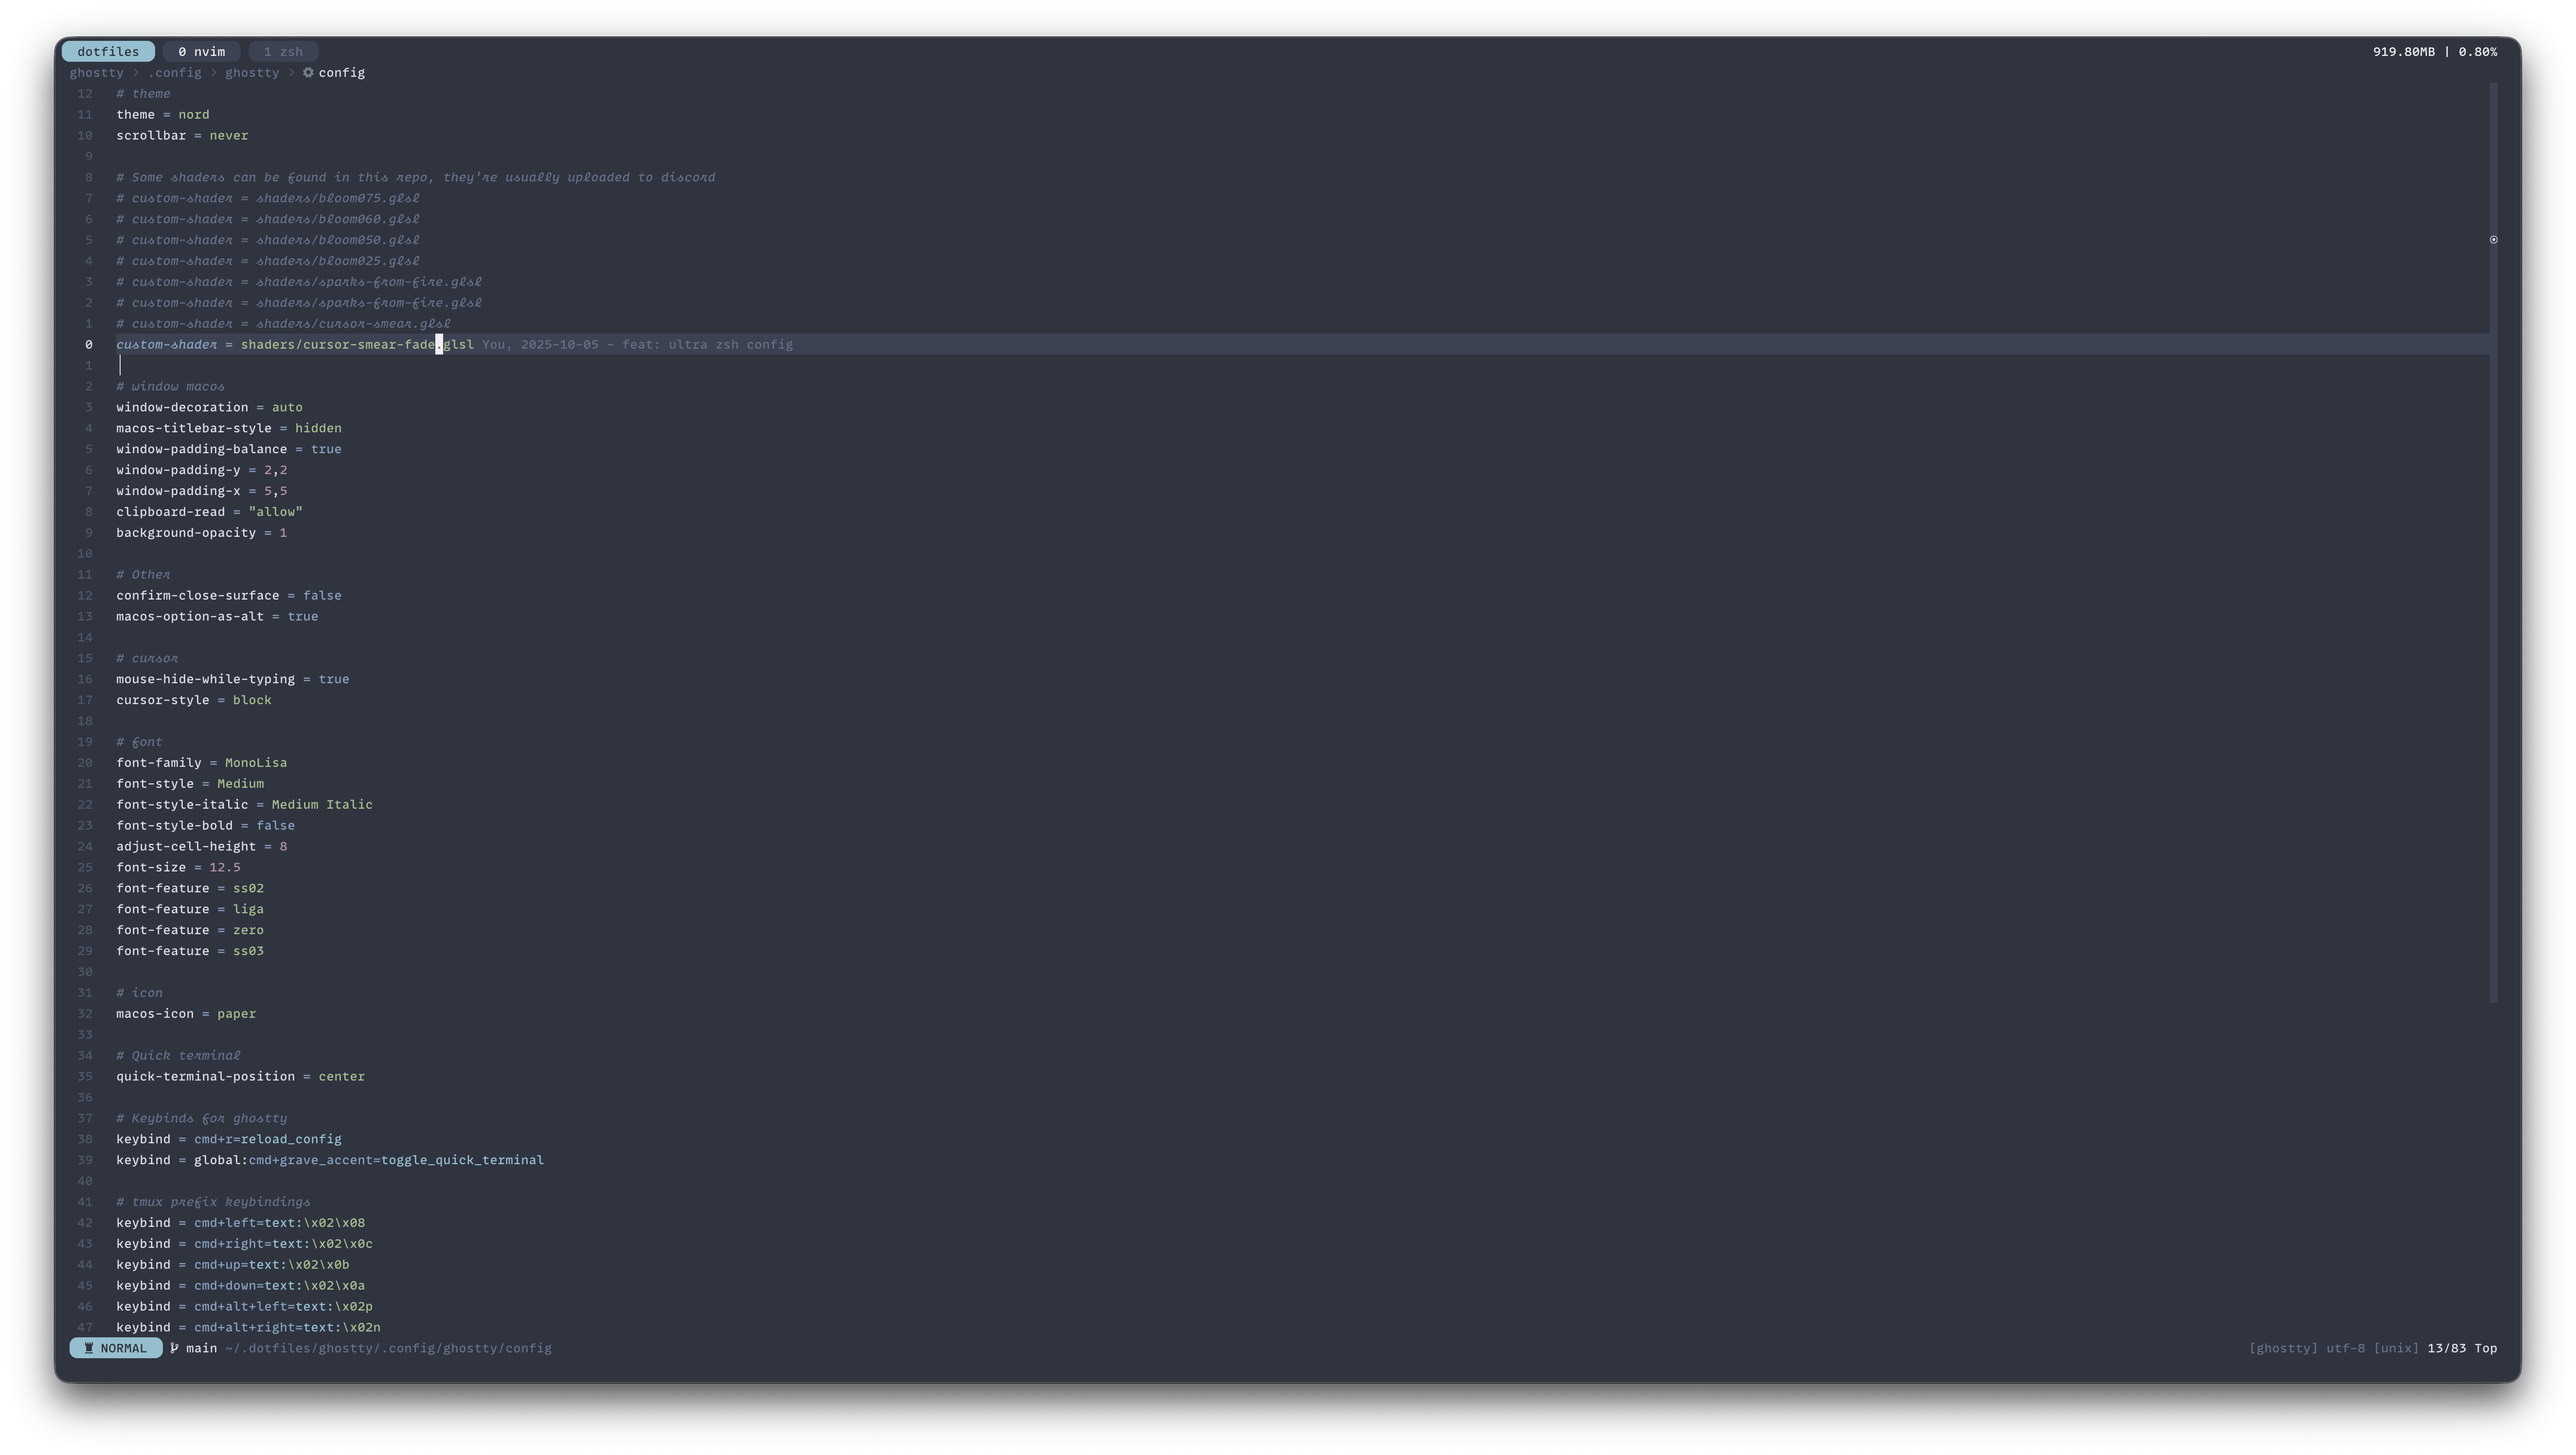 dotfiles 0 nvim 1 zsh 919.80MB | 0.80%
ghostty > .config > ghostty > config
12 # theme
11 theme = nord
10 scrollbar = never
9
8 # Some shaders can be found in this repo, they're usually uploaded to discord
7 # custom-shader = shaders/bloom075.glsl
6 # custom-shader = shaders/bloom060.glsl
5 # custom-shader = shaders/bloom050.glsl
4 # custom-shader = shaders/bloom025.glsl
3 # custom-shader = shaders/sparks-from-fire.glsl
2 # custom-shader = shaders/sparks-from-fire.glsl
1 # custom-shader = shaders/cursor-smear.glsl
0 custom-shader = shaders/cursor-smear-fade.glsl You, 2025-10-05 - feat: ultra zsh config
1
2 # window macos
3 window-decoration = auto
4 macos-titlebar-style = hidden
5 window-padding-balance = true
6 window-padding-y = 2,2
7 window-padding-x = 5,5
8 clipboard-read = "allow"
9 background-opacity = 1
10
11 # Other
12 confirm-close-surface = false
13 macos-option-as-alt = true
14
15 # cursor
16 mouse-hide-while-typing = true
17 cursor-style = block
18
19 # font
20 font-family = MonoLisa
21 font-style = Medium
22 font-style-italic = Medium Italic
23 font-style-bold = false
24 adjust-cell-height = 8
25 font-size = 12.5
26 font-feature = ss02
27 font-feature = liga
28 font-feature = zero
29 font-feature = ss03
30
31 # icon
32 macos-icon = paper
33
34 # Quick terminal
35 quick-terminal-position = center
36
37 # Keybinds for ghostty
38 keybind = cmd+r=reload_config
39 keybind = global:cmd+grave_accent=toggle_quick_terminal
40
41 # tmux prefix keybindings
42 keybind = cmd+left=text:\x02\x08
43 keybind = cmd+right=text:\x02\x0c
44 keybind = cmd+up=text:\x02\x0b
45 keybind = cmd+down=text:\x02\x0a
46 keybind = cmd+alt+left=text:\x02p
47 keybind = cmd+alt+right=text:\x02n
NORMAL main ~/.dotfiles/ghostty/.config/ghostty/config [ghostty] utf-8 [unix] 13/83 Top